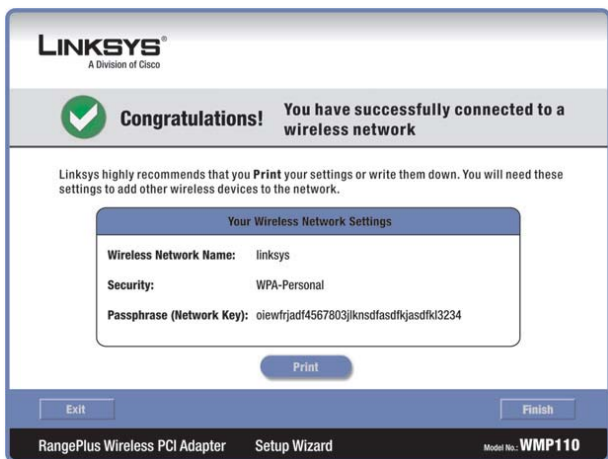 LINKSYS®
A Division of Cisco
Congratulations! You have successfully connected to a
wireless network
Linksys highly recommends that you Print your settings or write them down. You will need these
settings to add other wireless devices to the network.
Your Wireless Network Settings
Wireless Network Name: linksys
Security: WPA-Personal
Passphrase (Network Key): oiewfrjadf4567803jlknsdfasdfkjasdfkl3234
Print
Exit
Finish
RangePlus Wireless PCI Adapter Setup Wizard Model No.: WMP110